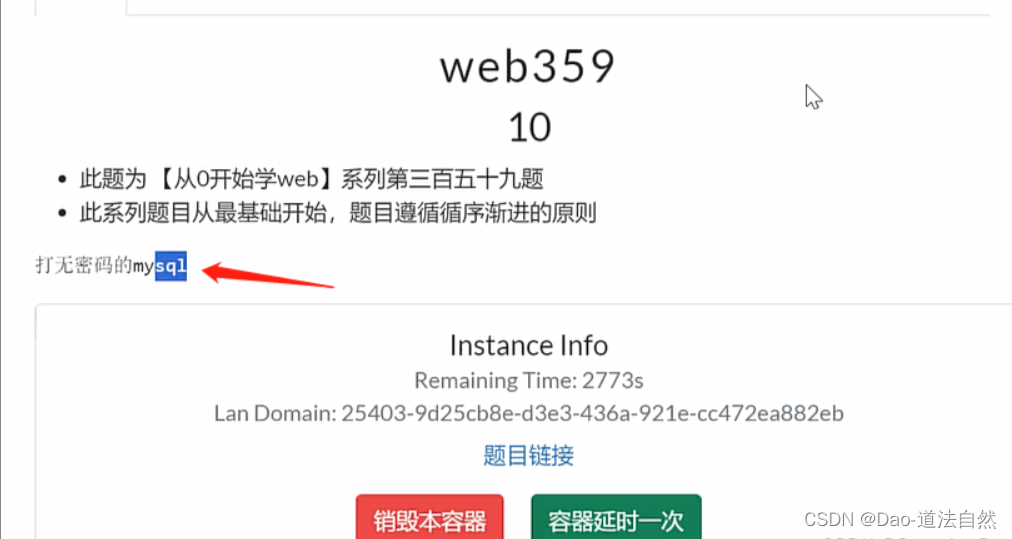 web359
10
此题为 【从0开始学web】系列第三百五十九题
此系列题目从最基础开始，题目遵循循序渐进的原则
打无密码的mysql
Instance Info
Remaining Time: 2773s
Lan Domain: 25403-9d25cb8e-d3e3-436a-921e-cc472ea882eb
题目链接
销毁本容器
容器延时一次
CSDN @Dao-道法自然